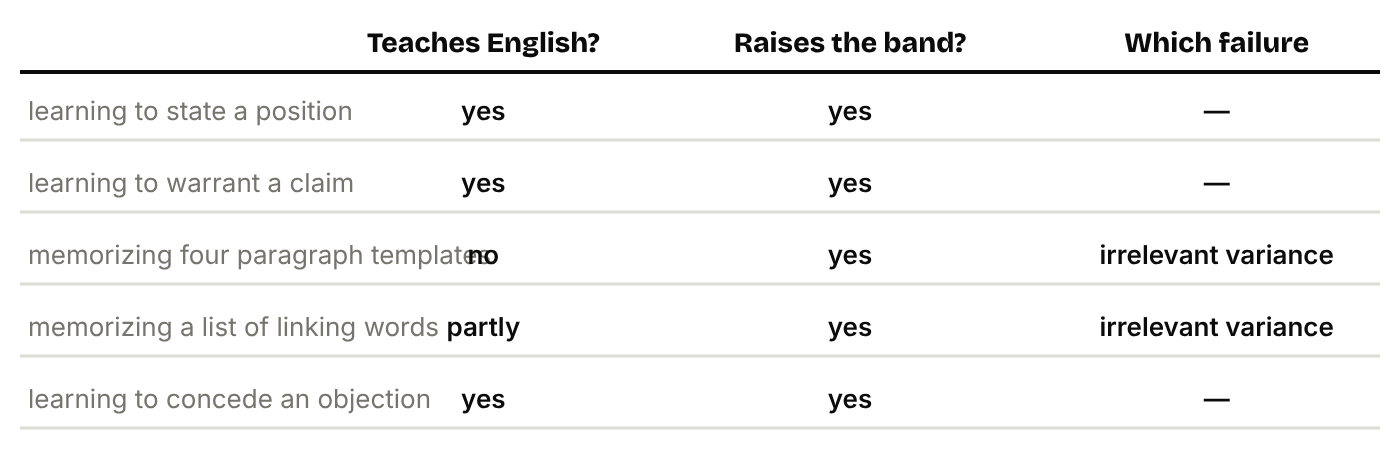 Teaches English? Raises the band? Which failure
learning to state a position yes yes —
learning to warrant a claim yes yes —
memorizing four paragraph templates no yes irrelevant variance
memorizing a list of linking words partly yes irrelevant variance
learning to concede an objection yes yes —